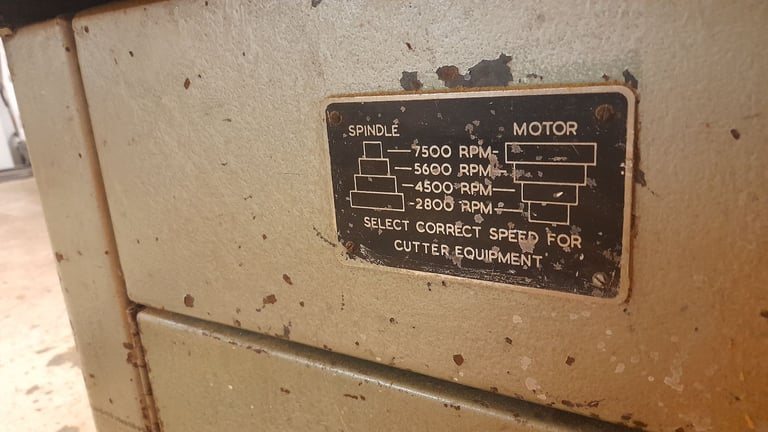 SPINDLE MOTOR
7500 RPM
5600 RPM
4500 RPM
2800 RPM
SELECT CORRECT SPEED FOR
CUTTER EQUIPMENT